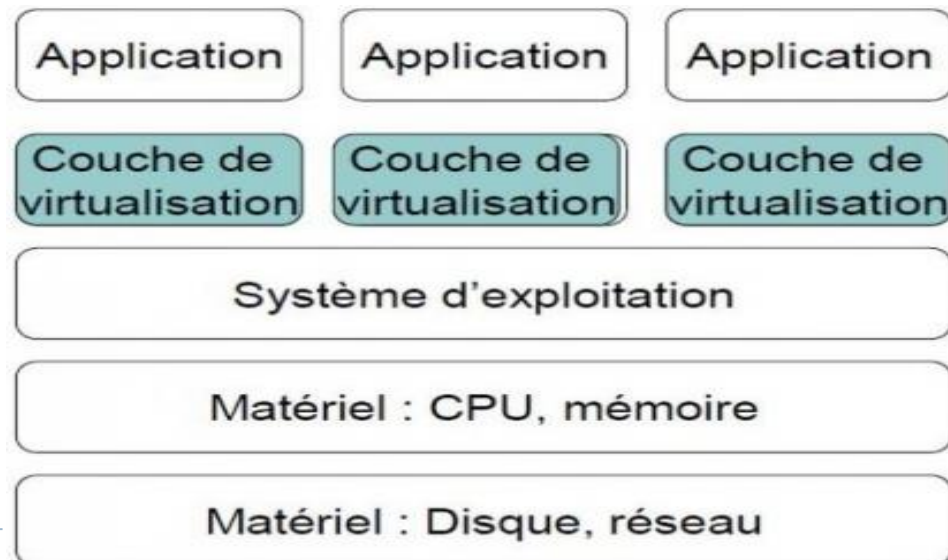 Application Application Application
Couche de Couche de Couche de
virtualisation virtualisation virtualisation
Système d'exploitation
Matériel : CPU, mémoire
Matériel : Disque, réseau